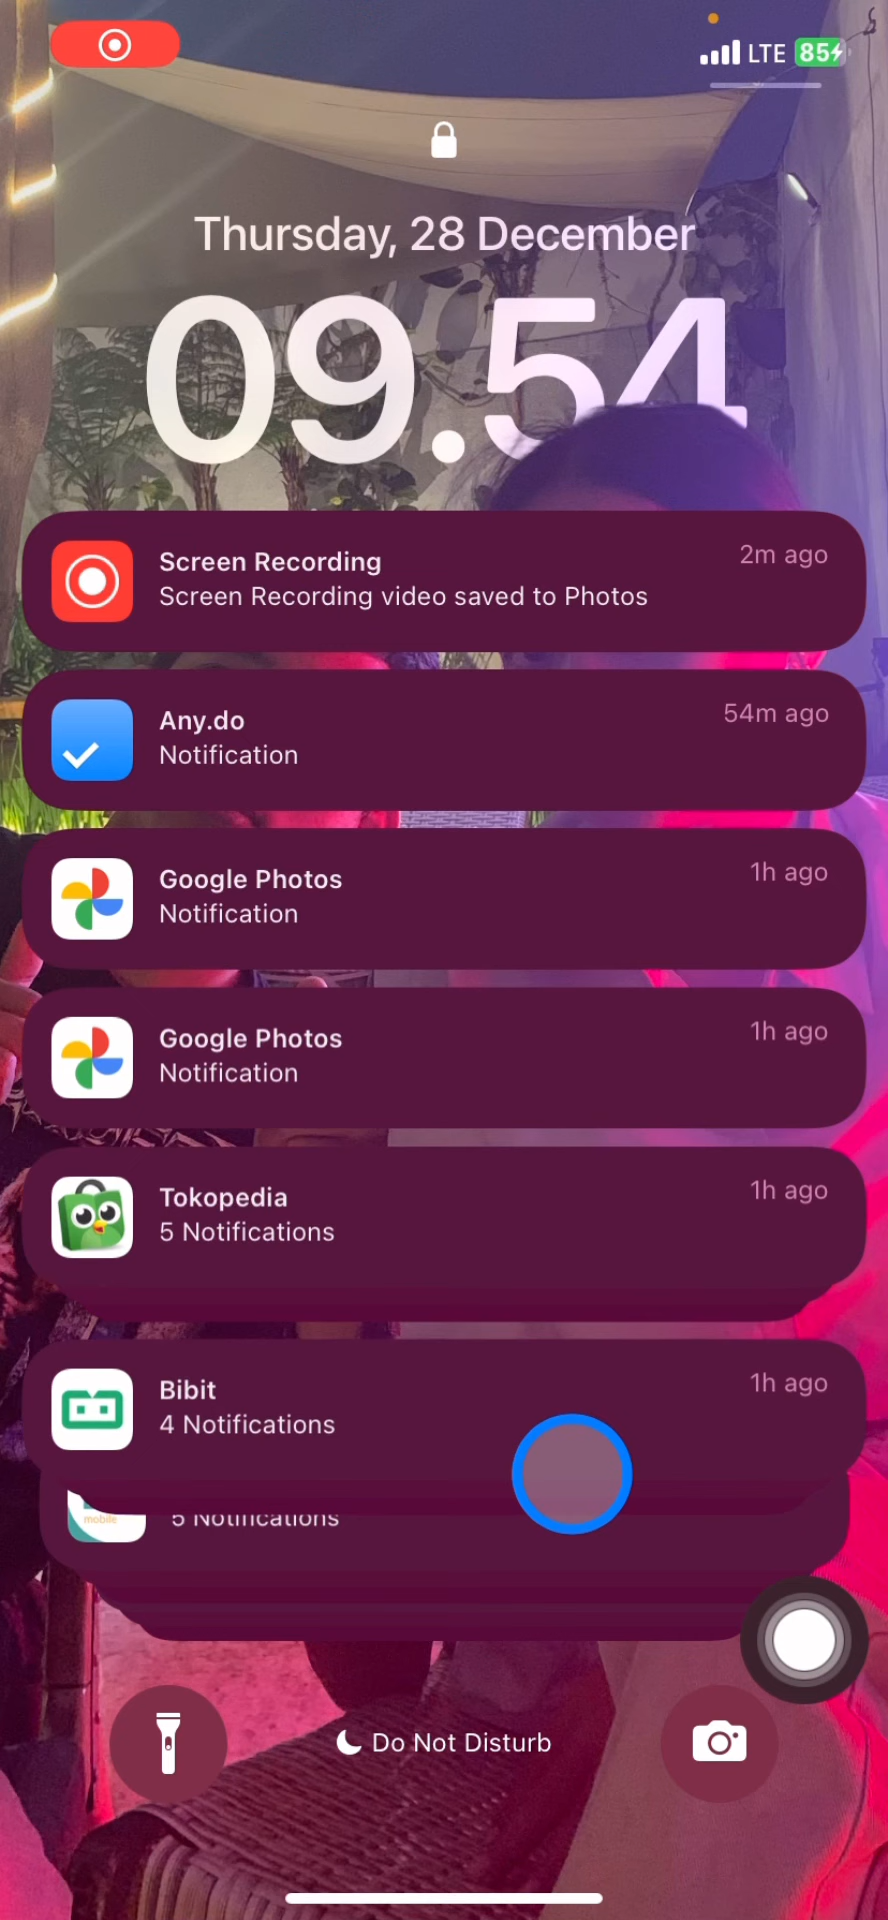 LTE 85
Thursday, 28 December
09.54
Screen Recording
2m ago
Screen Recording video saved to Photos
Any.do
54m ago
Notification
Google Photos
1h ago
Notification
Google Photos
1h ago
Notification
Tokopedia
1h ago
5 Notifications
Bibit
1h ago
4 Notifications
mobile
5 Notifications
Do Not Disturb